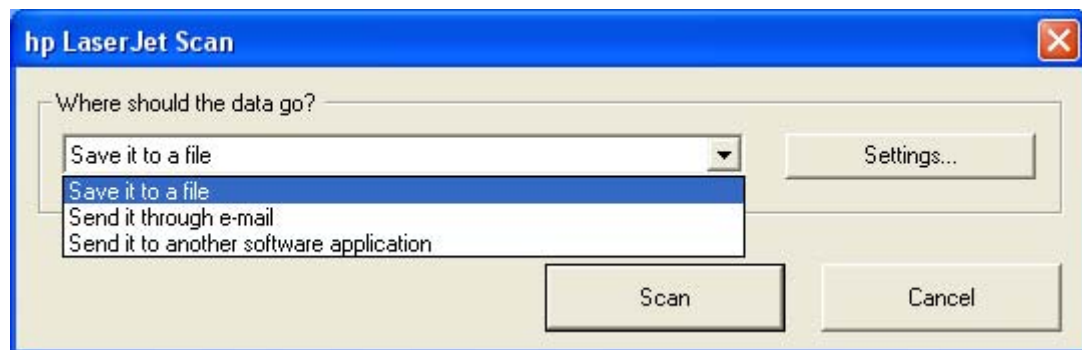 hp LaserJet Scan
Where should the data go?
Save it to a file
Settings...
Save it to a file
Send it through e-mail
Send it to another software application
Scan
Cancel